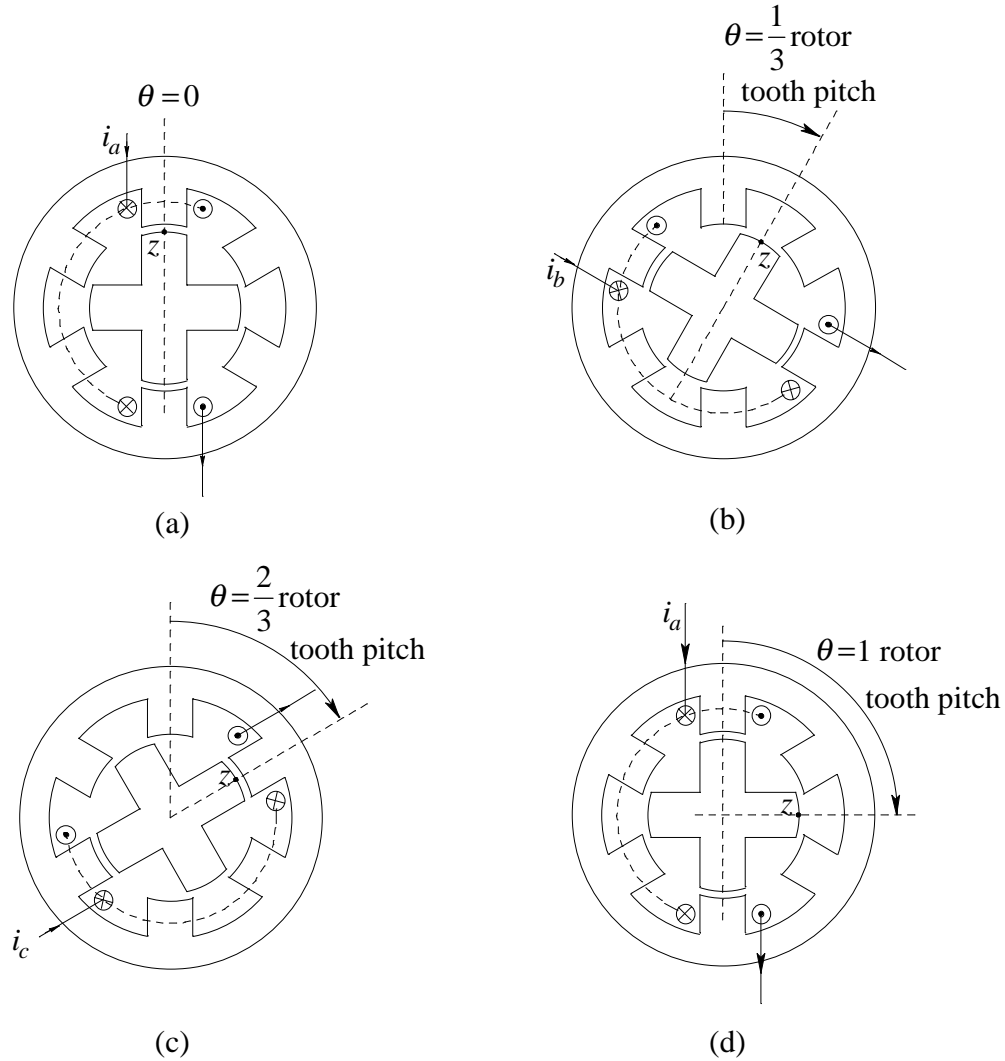 θ = 0
i_a
z
(a)
θ = 1/3 rotor
tooth pitch
i_b
z
(b)
θ = 2/3 rotor
tooth pitch
z
i_c
(c)
i_a
θ = 1 rotor
tooth pitch
z
(d)